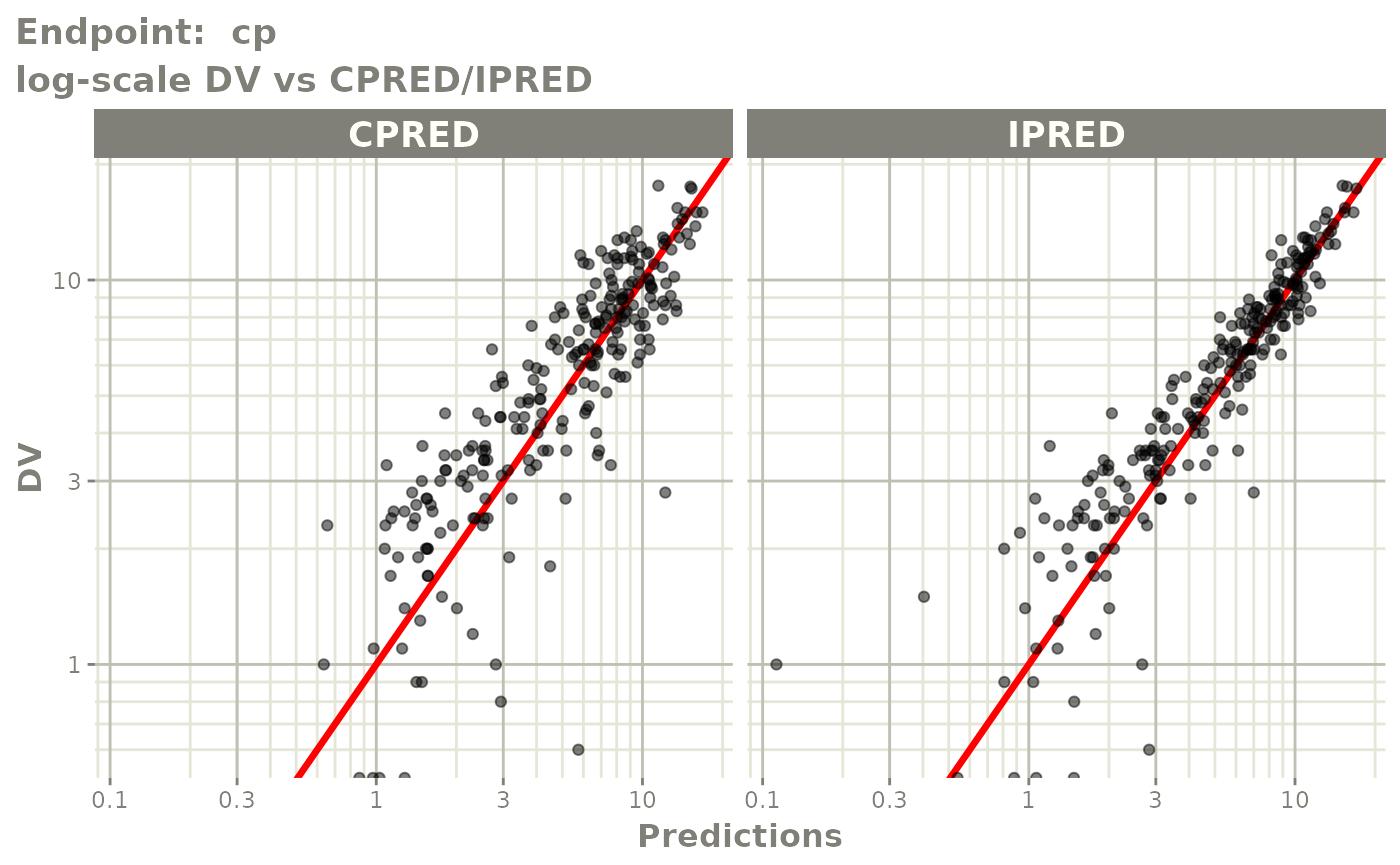 Endpoint:  cp
log-scale DV vs CPRED/IPRED
CPRED IPRED
DV
10
3
1
0.1 0.3 1 3 10 0.1 0.3 1 3 10
Predictions